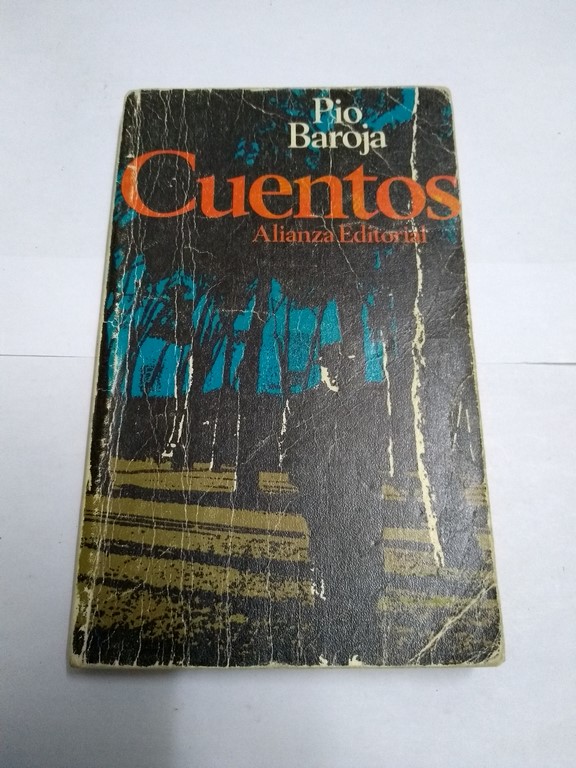 Pio
Baroja
Cuentos
Alianza Editorial